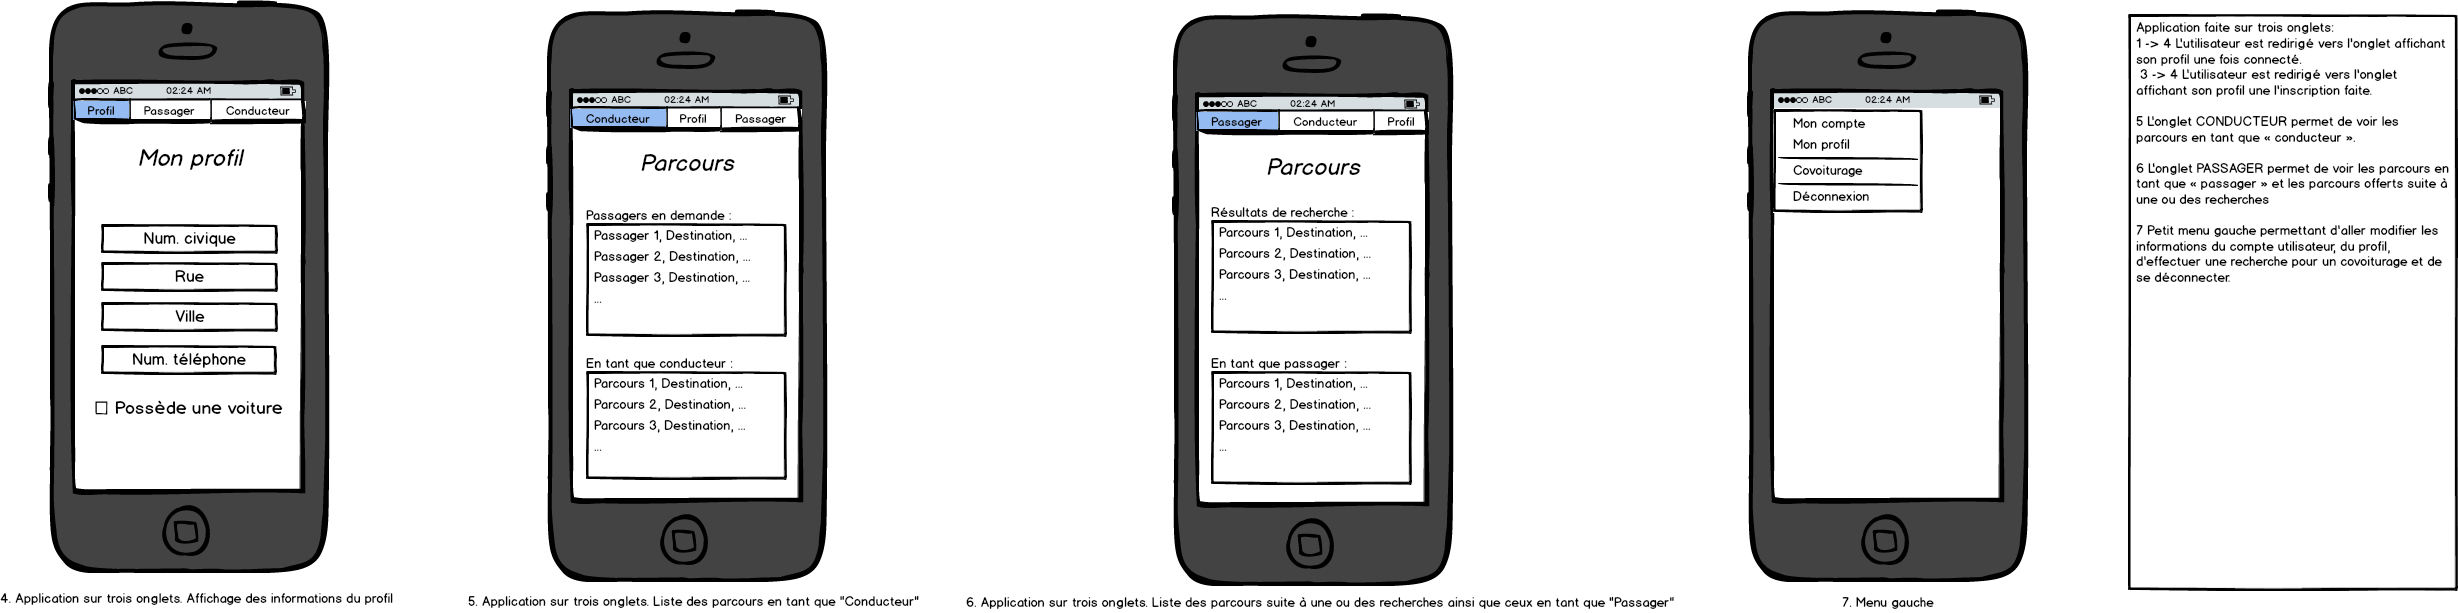 ABC 02:24 AM
Profil Passager Conducteur
Mon profil
Num. civique
Rue
Ville
Num. téléphone
Possède une voiture
4. Application sur trois onglets. Affichage des informations du profil
ABC 02:24 AM
Conducteur Profil Passager
Parcours
Passagers en demande :
Passager 1, Destination, ...
Passager 2, Destination, ...
Passager 3, Destination, ...
...
En tant que conducteur :
Parcours 1, Destination, ...
Parcours 2, Destination, ...
Parcours 3, Destination, ...
...
5. Application sur trois onglets. Liste des parcours en tant que "Conducteur"
ABC 02:24 AM
Passager Conducteur Profil
Parcours
Résultats de recherche :
Parcours 1, Destination, ...
Parcours 2, Destination, ...
Parcours 3, Destination, ...
...
En tant que passager :
Parcours 1, Destination, ...
Parcours 2, Destination, ...
Parcours 3, Destination, ...
...
6. Application sur trois onglets. Liste des parcours suite à une ou des recherches ainsi que ceux en tant que "Passager"
ABC 02:24 AM
Mon compte
Mon profil
Covoiturage
Déconnexion
7. Menu gauche
Application faite sur trois onglets:
1 -> 4 L'utilisateur est redirigé vers l'onglet affichant
son profil une fois connecté.
3 -> 4 L'utilisateur est redirigé vers l'onglet
affichant son profil une l'inscription faite.
5 L'onglet CONDUCTEUR permet de voir les
parcours en tant que « conducteur ».
6 L'onglet PASSAGER permet de voir les parcours en
tant que « passager » et les parcours offerts suite à
une ou des recherches
7 Petit menu gauche permettant d'aller modifier les
informations du compte utilisateur, du profil,
d'effectuer une recherche pour un covoiturage et de
se déconnecter.